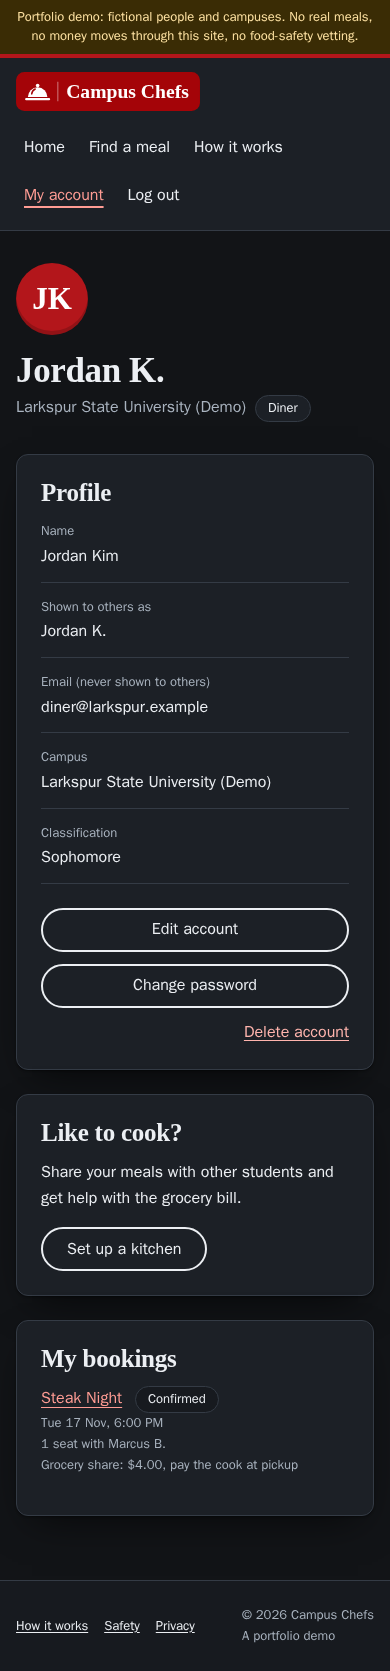 Portfolio demo: fictional people and campuses. No real meals,
no money moves through this site, no food-safety vetting.
Campus Chefs
Home Find a meal How it works
My account Log out
JK
Jordan K.
Larkspur State University (Demo) Diner
Profile
Name
Jordan Kim
Shown to others as
Jordan K.
Email (never shown to others)
diner@larkspur.example
Campus
Larkspur State University (Demo)
Classification
Sophomore
Edit account
Change password
Delete account
Like to cook?
Share your meals with other students and
get help with the grocery bill.
Set up a kitchen
My bookings
Steak Night Confirmed
Tue 17 Nov, 6:00 PM
1 seat with Marcus B.
Grocery share: $4.00, pay the cook at pickup
How it works Safety Privacy
© 2026 Campus Chefs
A portfolio demo